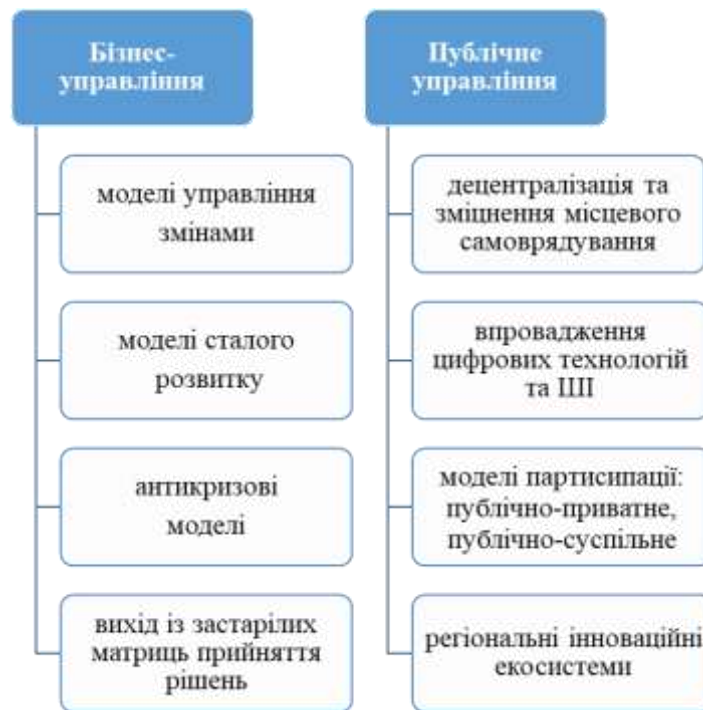 Бізнес-
управління
моделі управління
змінами
моделі сталого
розвитку
антикризові
моделі
вихід із застарілих
матриць прийняття
рішень
Публічне
управління
децентралізація та
зміцнення місцевого
самоврядування
впровадження
цифрових технологій
та ШІ
моделі партисипації:
публічно-приватне,
публічно-суспільне
регіональні інноваційні
екосистеми